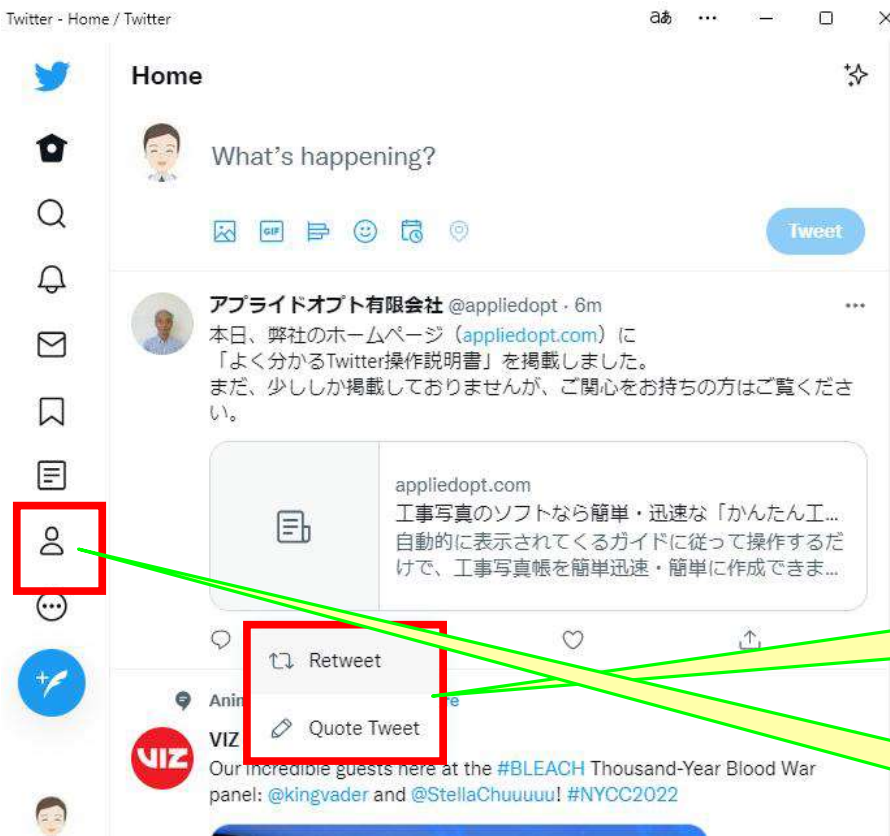 Twitter - Home / Twitter
aあ
Home
What's happening?
GIF
Tweet
アプライドオプト有限会社 @appliedopt · 6m
本日、弊社のホームページ（appliedopt.com）に
「よく分かるTwitter操作説明書」を掲載しました。
まだ、少ししか掲載しておりませんが、ご関心をお持ちの方はご覧くださ
い。
appliedopt.com
工事写真のソフトなら簡単・迅速な「かんたん工...
自動的に表示されてくるガイドに従って操作するだ
けで、工事写真帳を簡単迅速・簡単に作成できま...
Retweet
Quote Tweet
VIZ
VIZ
Our incredible guests here at the #BLEACH Thousand-Year Blood War
panel: @kingvader and @StellaChuuuuu! #NYCC2022